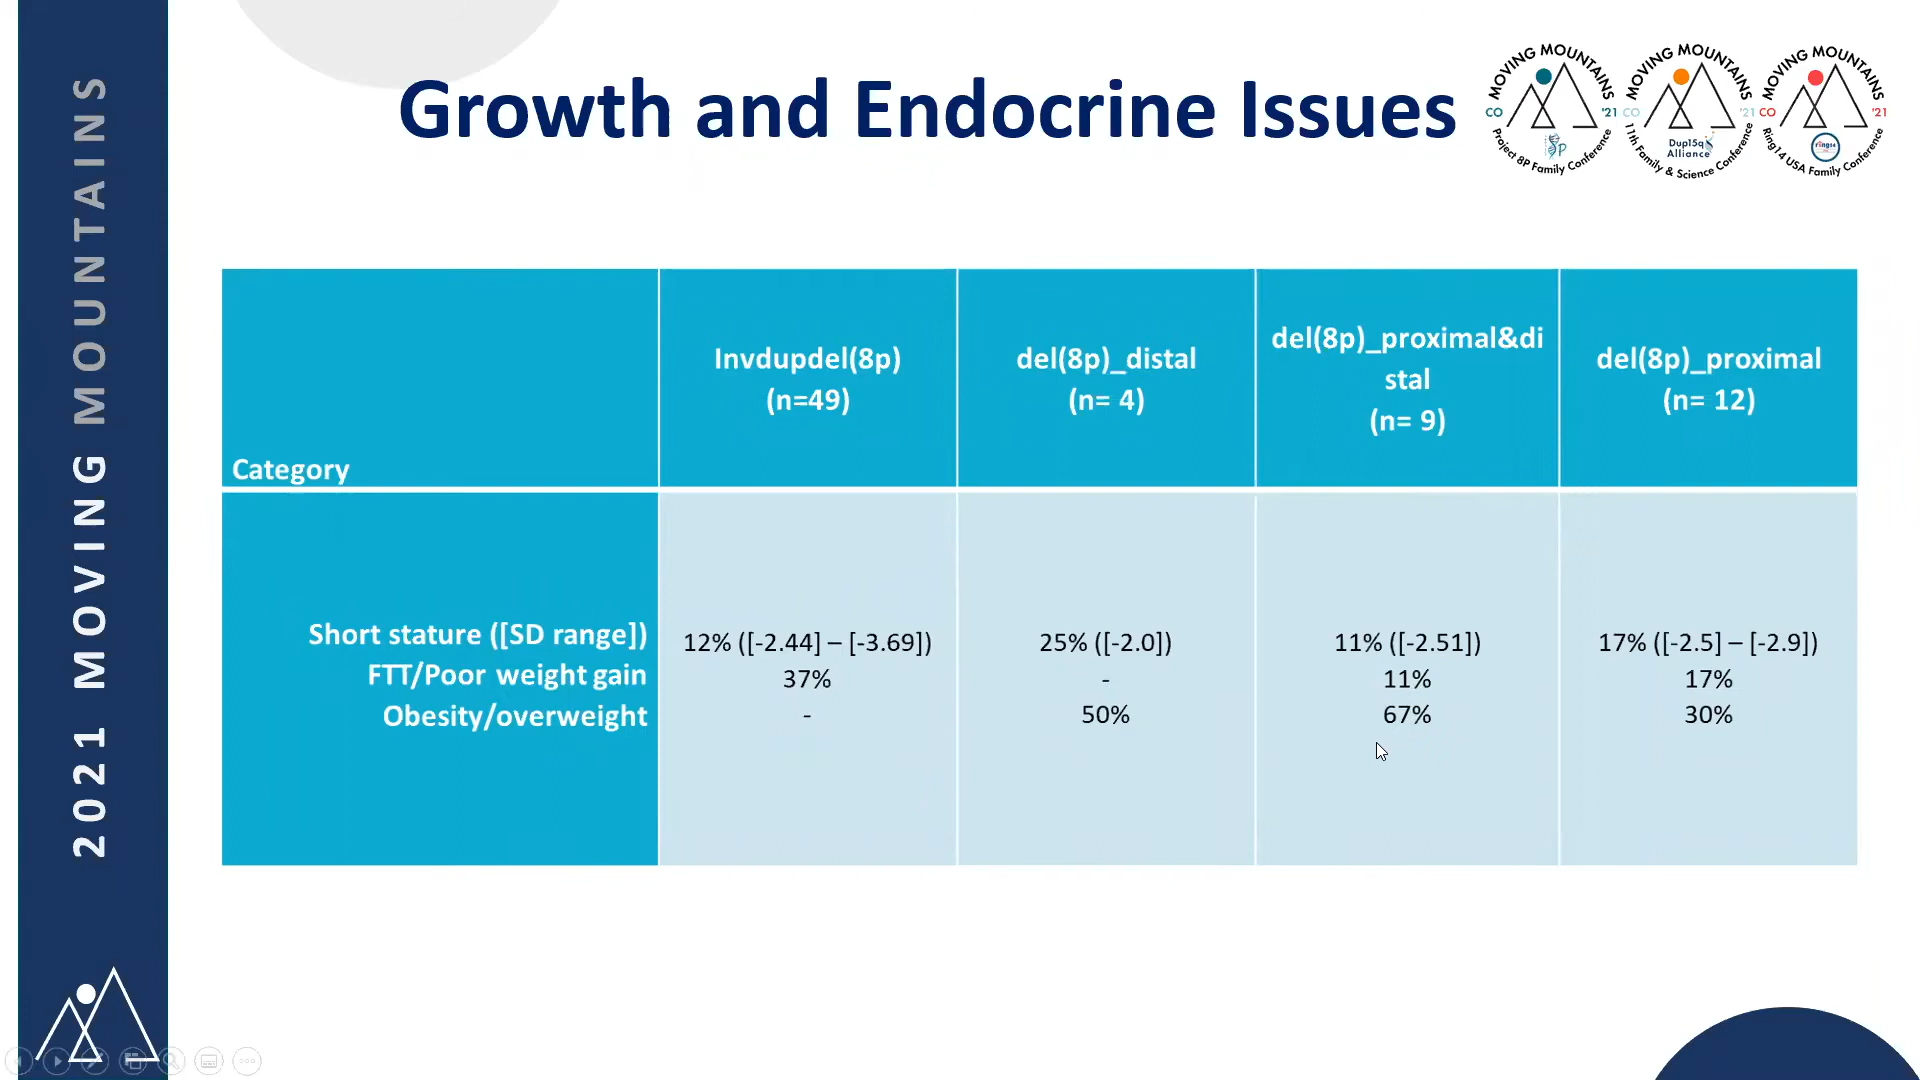 2021 MOVING MOUNTAINS
Growth and Endocrine Issues
MOVING MOUNTAINS
CO '21
Project 8P Family Conference
8P
MOVING MOUNTAINS
CO '21
Dup15q
Alliance
11th Family & Science Conference
MOVING MOUNTAINS
CO '21
ring14
Ring14 USA Family Conference
Category
Invdupdel(8p)
(n=49)
del(8p)_distal
(n= 4)
del(8p)_proximal&di
stal
(n= 9)
del(8p)_proximal
(n= 12)
Short stature ([SD range]) 12% ([-2.44] – [-3.69]) 25% ([-2.0]) 11% ([-2.51]) 17% ([-2.5] – [-2.9])
FTT/Poor weight gain 37% - 11% 17%
Obesity/overweight - 50% 67% 30%